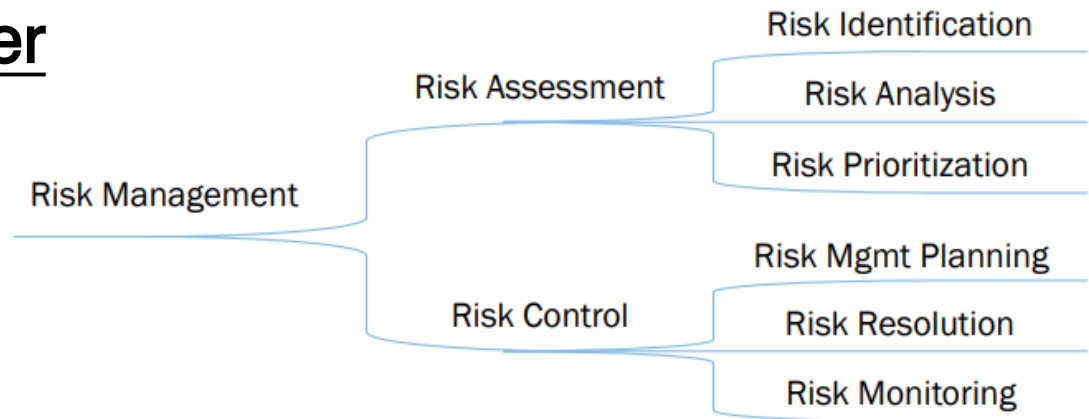 er
Risk Management
Risk Assessment
Risk Identification
Risk Analysis
Risk Prioritization
Risk Control
Risk Mgmt Planning
Risk Resolution
Risk Monitoring